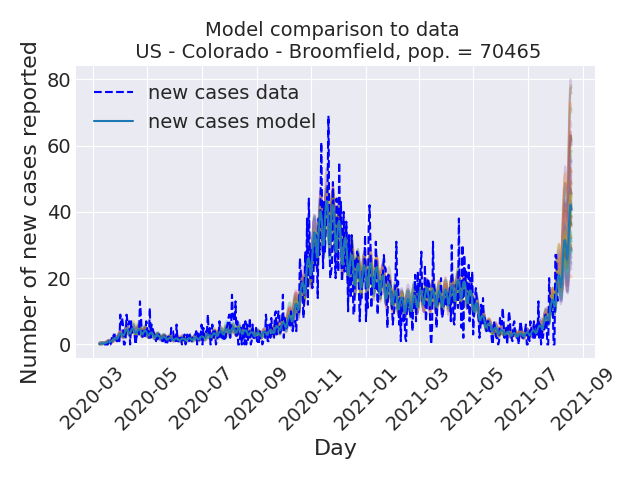 Model comparison to data
US - Colorado - Broomfield, pop. = 70465
Number of new cases reported
80
60
40
20
0
new cases data
new cases model
2020-03
2020-05
2020-07
2020-09
2020-11
2021-01
2021-03
2021-05
2021-07
2021-09
Day